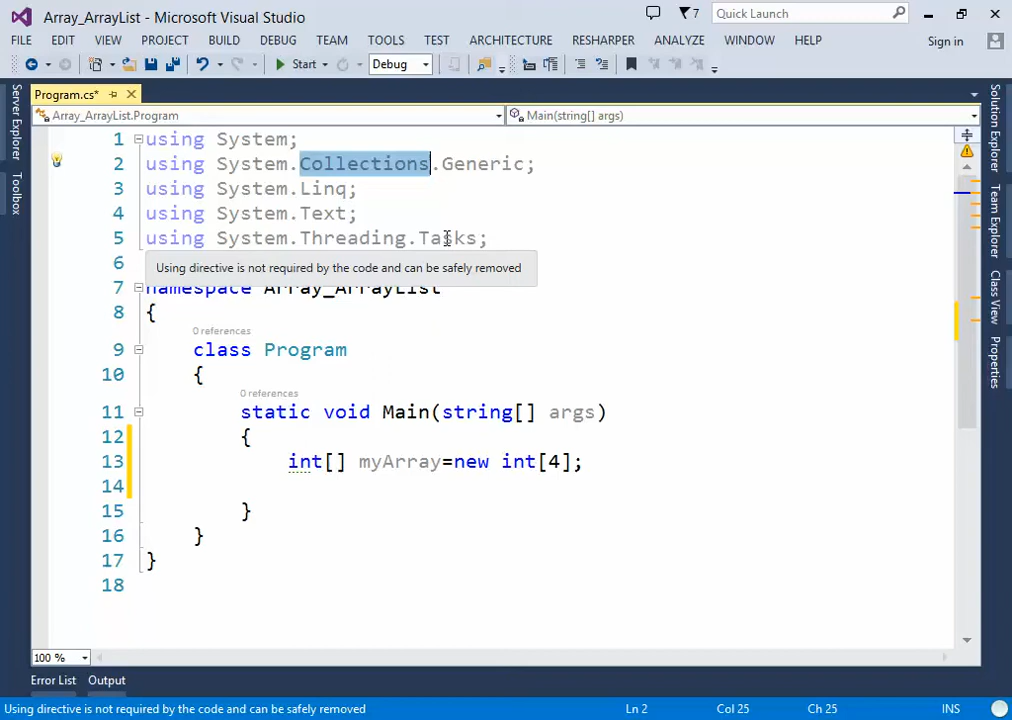 Array_ArrayList - Microsoft Visual Studio
7
Quick Launch
FILE EDIT VIEW PROJECT BUILD DEBUG TEAM TOOLS TEST ARCHITECTURE RESHARPER ANALYZE WINDOW HELP Sign in
Start Debug
Program.cs*
Array_ArrayList.Program Main(string[] args)
Server Explorer
Toolbox
1 using System;
2 using System.Collections.Generic;
3 using System.Linq;
4 using System.Text;
5 using System.Threading.Tasks;
6
Using directive is not required by the code and can be safely removed
7 namespace Array_ArrayList
8 {
0 references
9 class Program
10 {
0 references
11 static void Main(string[] args)
12 {
13 int[] myArray=new int[4];
14
15 }
16 }
17 }
18
Solution Explorer
Team Explorer
Class View
Properties
100 %
Error List Output
Using directive is not required by the code and can be safely removed Ln 2 Col 25 Ch 25 INS